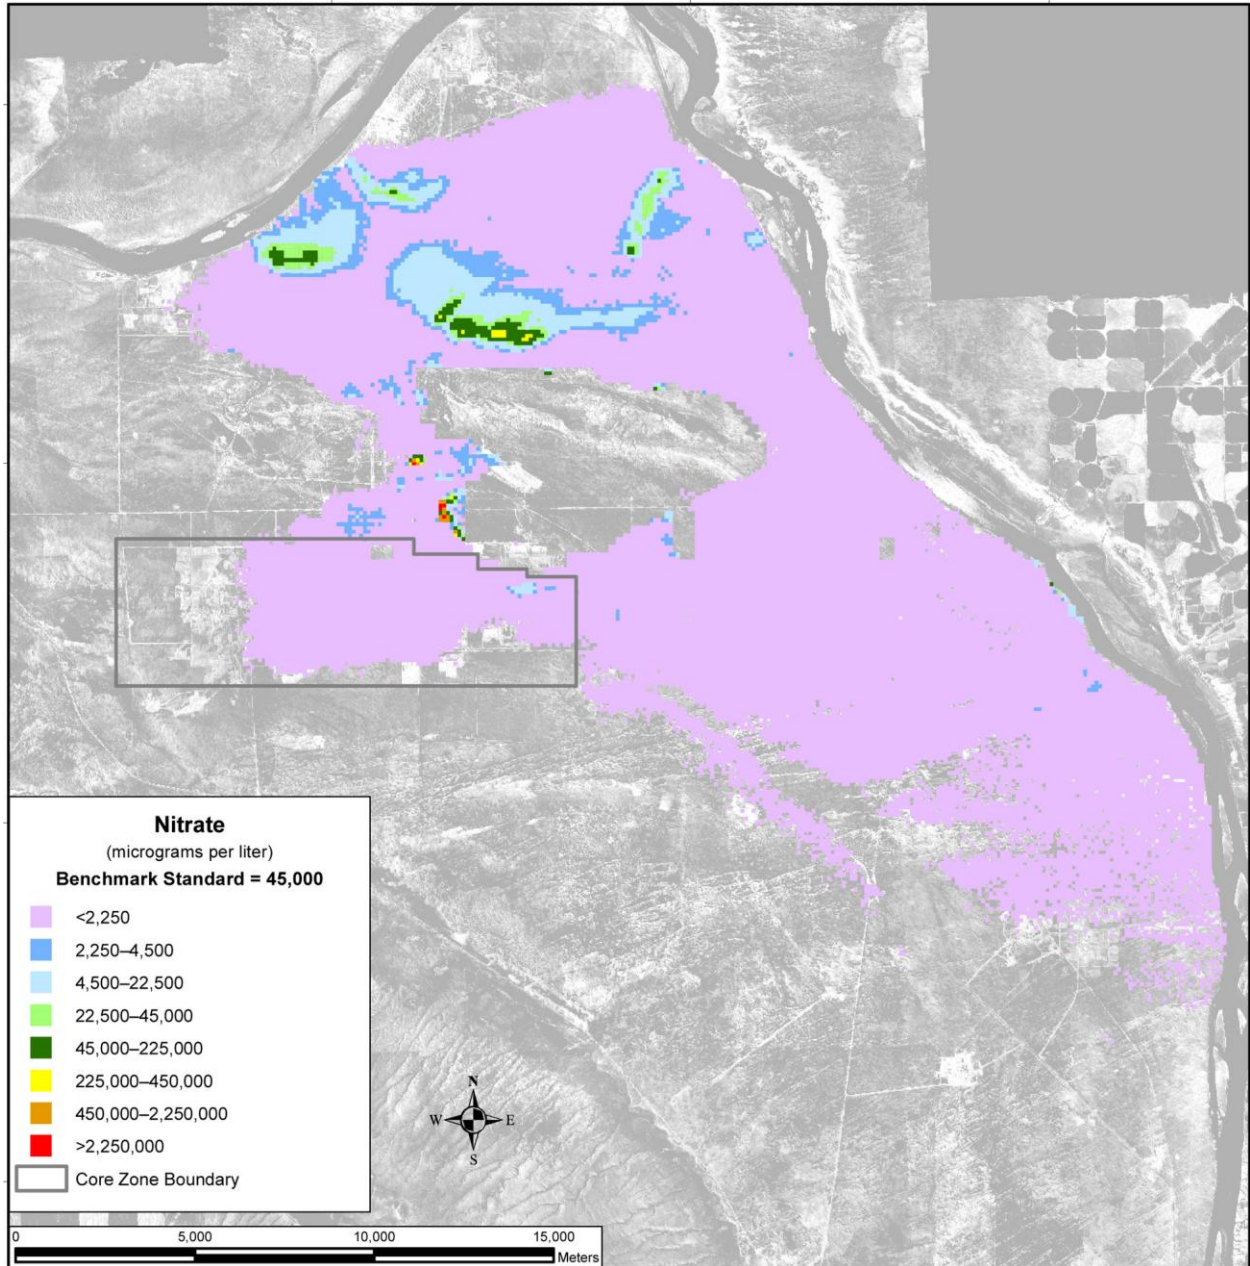 Nitrate
(micrograms per liter)
Benchmark Standard = 45,000
<2,250
2,250–4,500
4,500–22,500
22,500–45,000
45,000–225,000
225,000–450,000
450,000–2,250,000
>2,250,000
Core Zone Boundary
N
W E
S
0 5,000 10,000 15,000
Meters